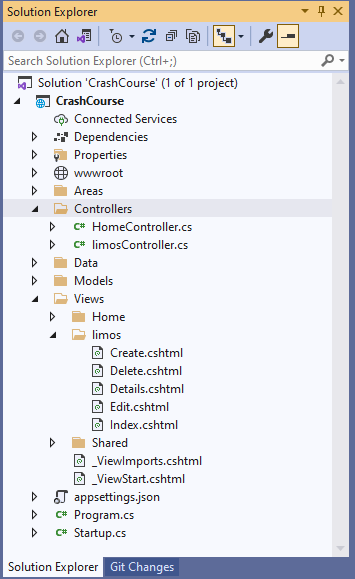 Solution Explorer
Search Solution Explorer (Ctrl+;)
Solution 'CrashCourse' (1 of 1 project)
CrashCourse
Connected Services
Dependencies
Properties
wwwroot
Areas
Controllers
C# HomeController.cs
C# limosController.cs
Data
Models
Views
Home
limos
Create.cshtml
Delete.cshtml
Details.cshtml
Edit.cshtml
Index.cshtml
Shared
_ViewImports.cshtml
_ViewStart.cshtml
appsettings.json
C# Program.cs
C# Startup.cs
Solution Explorer Git Changes